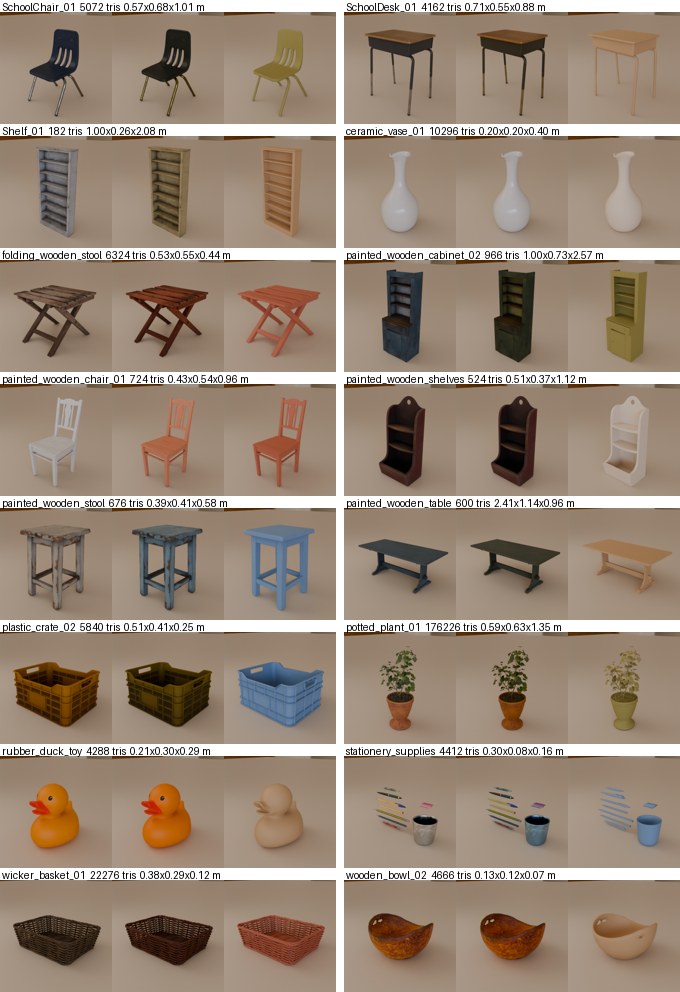 SchoolChair_01 5072 tris 0.57x0.68x1.01 m
SchoolDesk_01 4162 tris 0.71x0.55x0.88 m
Shelf_01 182 tris 1.00x0.26x2.08 m
ceramic_vase_01 10296 tris 0.20x0.20x0.40 m
folding_wooden_stool 6324 tris 0.53x0.55x0.44 m
painted_wooden_cabinet_02 966 tris 1.00x0.73x2.57 m
painted_wooden_chair_01 724 tris 0.43x0.54x0.96 m
painted_wooden_shelves 524 tris 0.51x0.37x1.12 m
painted_wooden_stool 676 tris 0.39x0.41x0.58 m
painted_wooden_table 600 tris 2.41x1.14x0.96 m
plastic_crate_02 5840 tris 0.51x0.41x0.25 m
potted_plant_01 176226 tris 0.59x0.63x1.35 m
rubber_duck_toy 4288 tris 0.21x0.30x0.29 m
stationery_supplies 4412 tris 0.30x0.08x0.16 m
wicker_basket_01 22276 tris 0.38x0.29x0.12 m
wooden_bowl_02 4666 tris 0.13x0.12x0.07 m